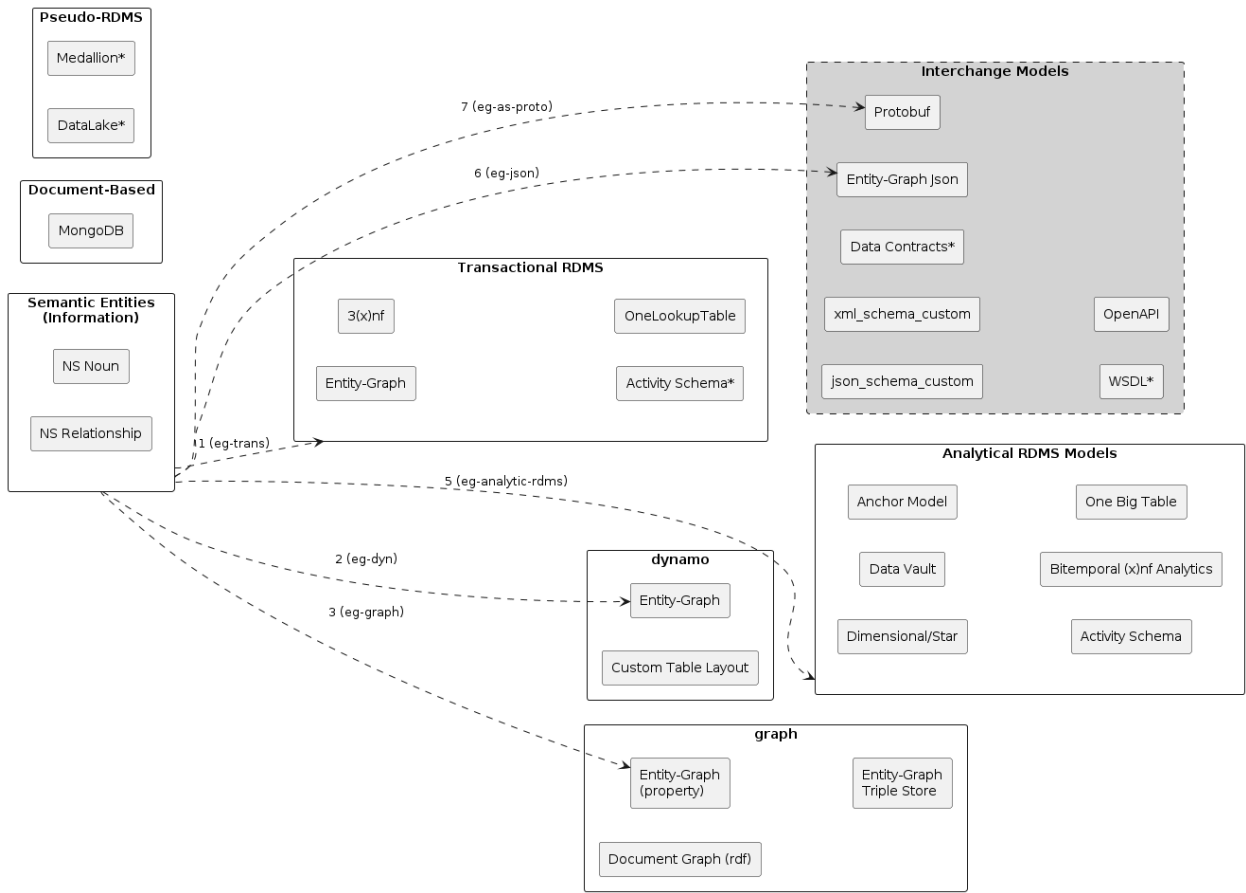 Pseudo-RDMS
Medallion*
DataLake*
Document-Based
MongoDB
Semantic Entities
(Information)
NS Noun
NS Relationship
7 (eg-as-proto)
6 (eg-json)
1 (eg-trans)
5 (eg-analytic-rdms)
2 (eg-dyn)
3 (eg-graph)
Transactional RDMS
3(x)nf
OneLookupTable
Entity-Graph
Activity Schema*
Interchange Models
Protobuf
Entity-Graph Json
Data Contracts*
xml_schema_custom
OpenAPI
json_schema_custom
WSDL*
Analytical RDMS Models
Anchor Model
One Big Table
Data Vault
Bitemporal (x)nf Analytics
Dimensional/Star
Activity Schema
dynamo
Entity-Graph
Custom Table Layout
graph
Entity-Graph
(property)
Entity-Graph
Triple Store
Document Graph (rdf)